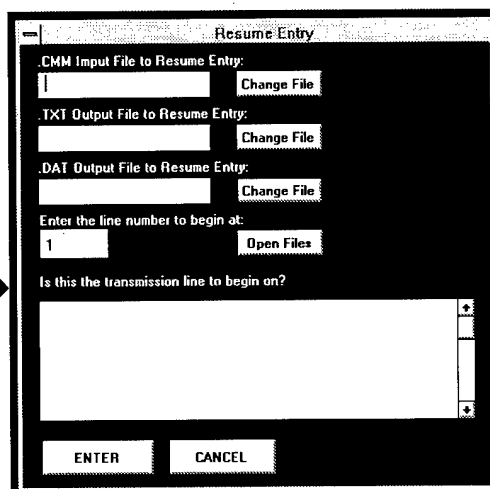 Resume Entry
.CMM Input File to Resume Entry:
Change File
.TXT Output File to Resume Entry:
Change File
.DAT Output File to Resume Entry:
Change File
Enter the line number to begin at:
1
Open Files
Is this the transmission line to begin on?
ENTER CANCEL